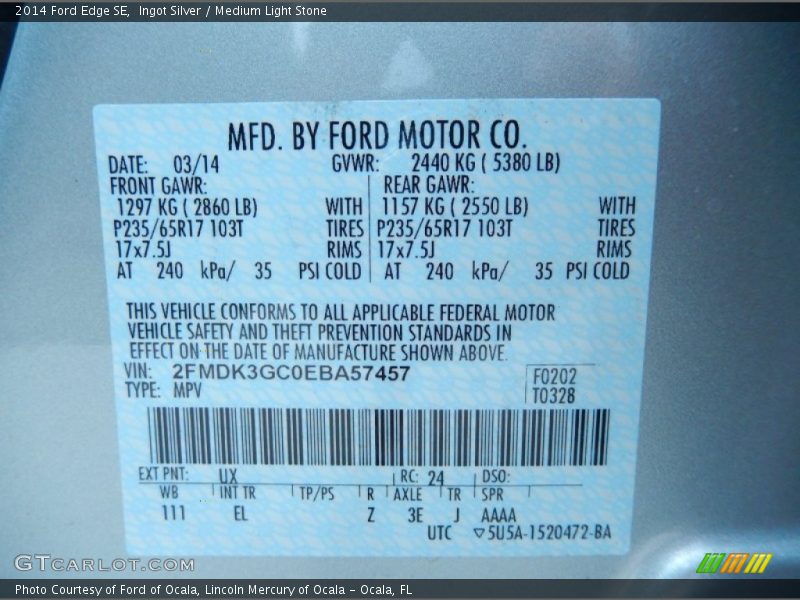 2014 Ford Edge SE,  Ingot Silver / Medium Light Stone
MFD. BY FORD MOTOR CO.
DATE: 03/14 GVWR: 2440 KG ( 5380 LB)
FRONT GAWR: REAR GAWR:
1297 KG ( 2860 LB) WITH 1157 KG ( 2550 LB) WITH
P235/65R17 103T TIRES P235/65R17 103T TIRES
17x7.5J RIMS 17x7.5J RIMS
AT 240 kPa/ 35 PSI COLD AT 240 kPa/ 35 PSI COLD
THIS VEHICLE CONFORMS TO ALL APPLICABLE FEDERAL MOTOR
VEHICLE SAFETY AND THEFT PREVENTION STANDARDS IN
EFFECT ON THE DATE OF MANUFACTURE SHOWN ABOVE.
VIN: 2FMDK3GC0EBA57457 F0202
TYPE: MPV T0328
EXT PNT: UX RC: 24 DSO:
WB INT TR TP/PS R AXLE TR SPR
111 EL Z 3E J AAAA
UTC ▽5U5A-1520472-BA
GTCARLOT.COM
Photo Courtesy of Ford of Ocala, Lincoln Mercury of Ocala – Ocala, FL